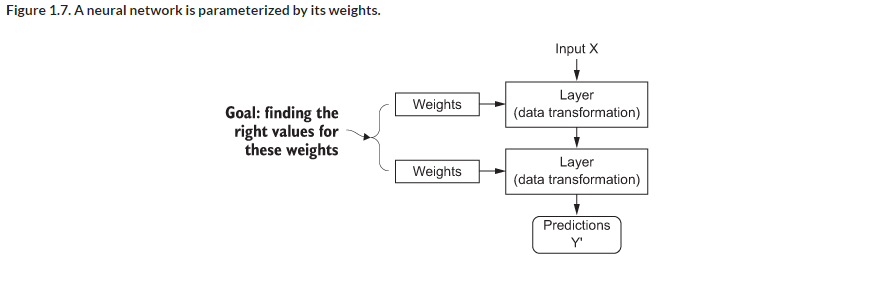 Figure 1.7. A neural network is parameterized by its weights.
Input X
Goal: finding the
right values for
these weights
Weights
Layer
(data transformation)
Weights
Layer
(data transformation)
Predictions
Y'